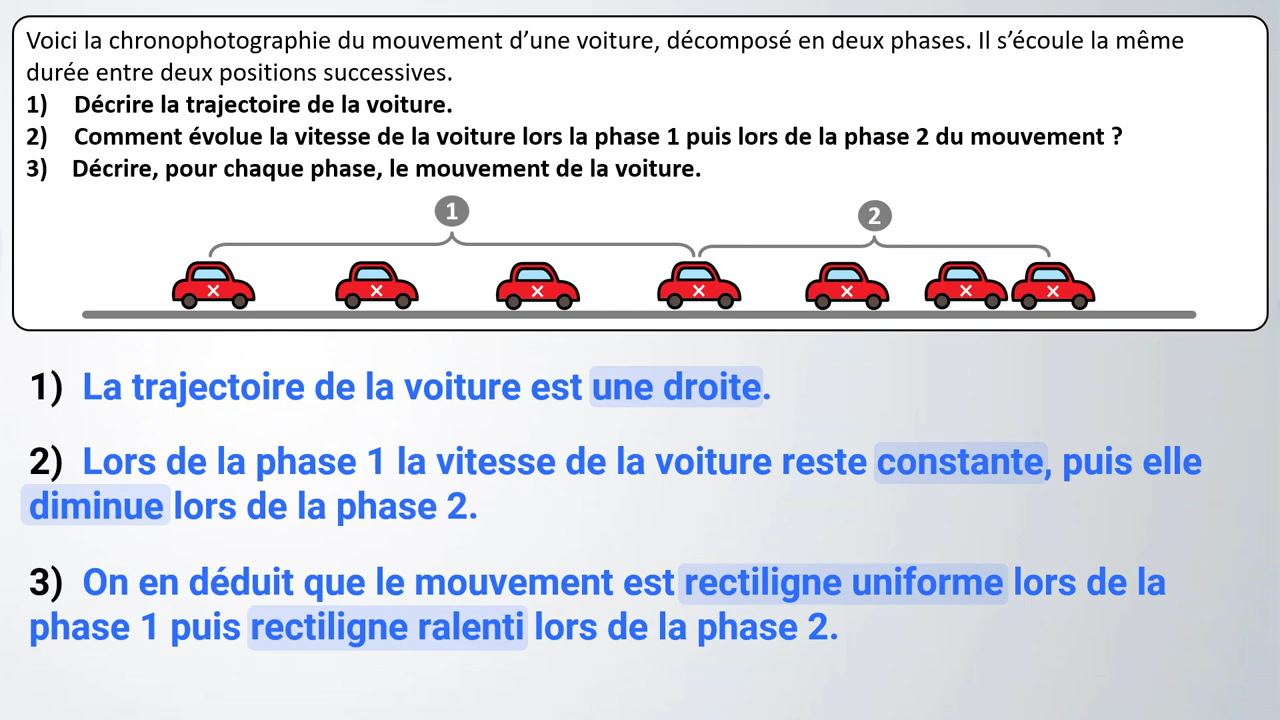 Voici la chronophotographie du mouvement d’une voiture, décomposé en deux phases. Il s’écoule la même
durée entre deux positions successives.
1) Décrire la trajectoire de la voiture.
2) Comment évolue la vitesse de la voiture lors la phase 1 puis lors de la phase 2 du mouvement ?
3) Décrire, pour chaque phase, le mouvement de la voiture.
1
2
1) La trajectoire de la voiture est une droite.
2) Lors de la phase 1 la vitesse de la voiture reste constante, puis elle
diminue lors de la phase 2.
3) On en déduit que le mouvement est rectiligne uniforme lors de la
phase 1 puis rectiligne ralenti lors de la phase 2.